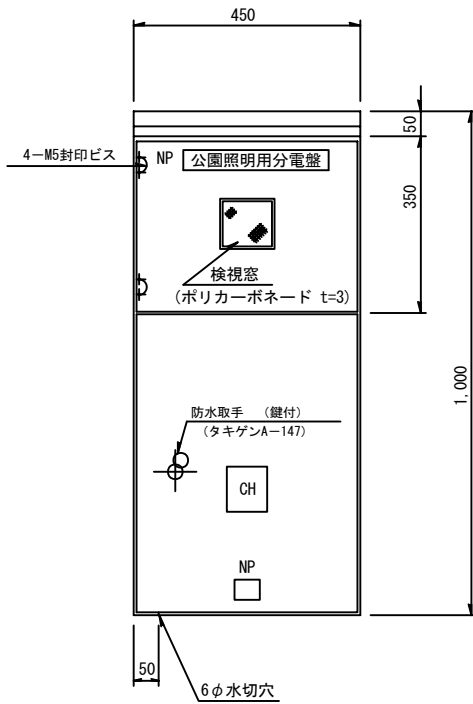 450
50
4-M5封印ビス
NP 公園照明用分電盤
350
検視窓
(ポリカーボネード t=3)
1,000
防水取手 (鍵付)
(タキゲンA-147)
CH
NP
50
6φ水切穴